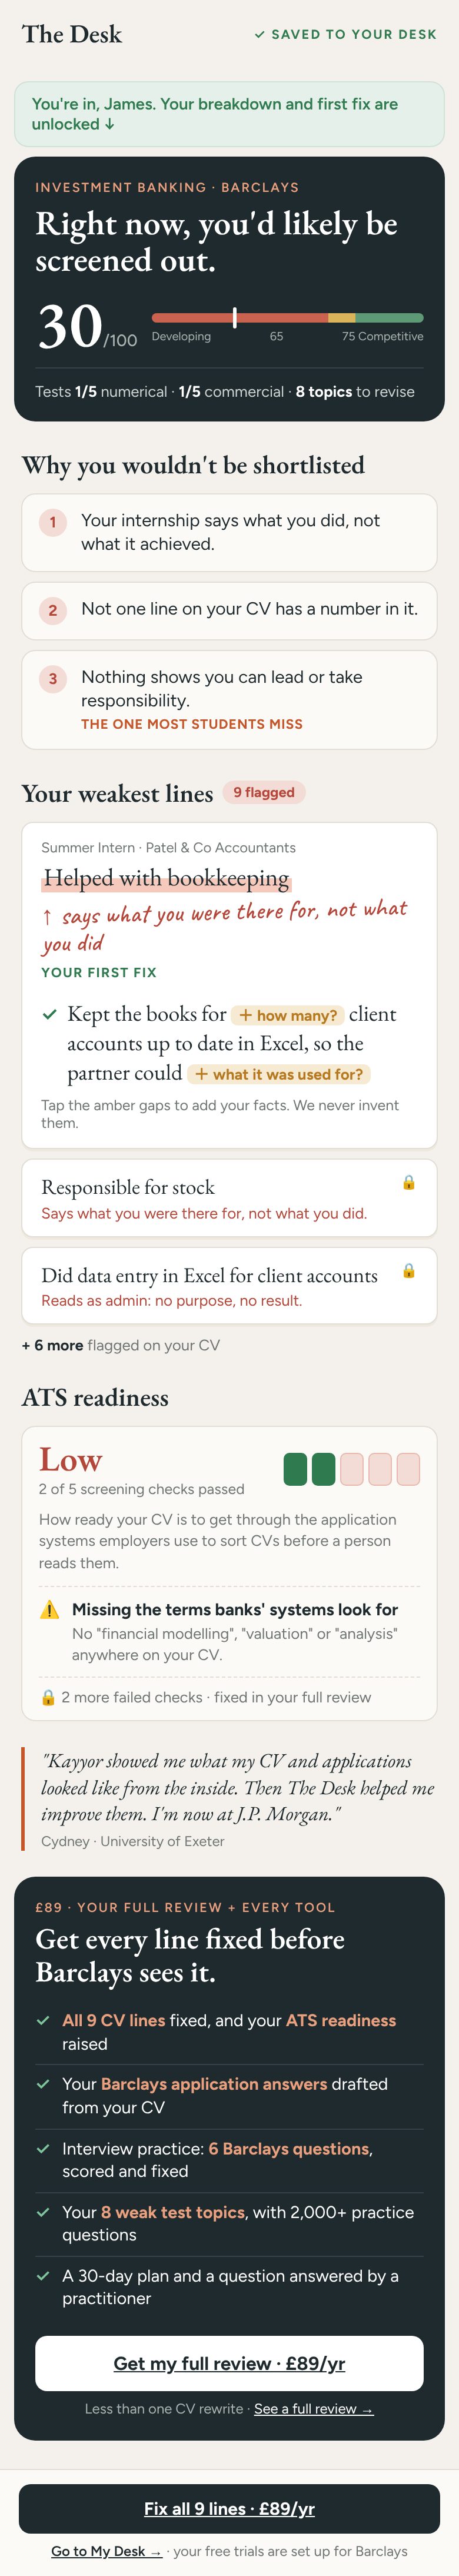 The Desk
✓ SAVED TO YOUR DESK
You're in, James. Your breakdown and first fix are
unlocked ↓
INVESTMENT BANKING · BARCLAYS
Right now, you'd likely be
screened out.
30/100
Developing 65 75 Competitive
Tests 1/5 numerical · 1/5 commercial · 8 topics to revise
Why you wouldn't be shortlisted
1 Your internship says what you did, not
what it achieved.
2 Not one line on your CV has a number in it.
3 Nothing shows you can lead or take
responsibility.
THE ONE MOST STUDENTS MISS
Your weakest lines 9 flagged
Summer Intern · Patel & Co Accountants
Helped with bookkeeping
↑ says what you were there for, not what
you did
YOUR FIRST FIX
✓ Kept the books for + how many? client
accounts up to date in Excel, so the
partner could + what it was used for?
Tap the amber gaps to add your facts. We never invent
them.
Responsible for stock 🔒
Says what you were there for, not what you did.
Did data entry in Excel for client accounts 🔒
Reads as admin: no purpose, no result.
+ 6 more flagged on your CV
ATS readiness
Low
2 of 5 screening checks passed
How ready your CV is to get through the application
systems employers use to sort CVs before a person
reads them.
⚠️ Missing the terms banks' systems look for
No "financial modelling", "valuation" or "analysis"
anywhere on your CV.
🔒 2 more failed checks · fixed in your full review
"Kayyor showed me what my CV and applications
looked like from the inside. Then The Desk helped me
improve them. I'm now at J.P. Morgan."
Cydney · University of Exeter
£89 · YOUR FULL REVIEW + EVERY TOOL
Get every line fixed before
Barclays sees it.
✓ All 9 CV lines fixed, and your ATS readiness
raised
✓ Your Barclays application answers drafted
from your CV
✓ Interview practice: 6 Barclays questions,
scored and fixed
✓ Your 8 weak test topics, with 2,000+ practice
questions
✓ A 30-day plan and a question answered by a
practitioner
Get my full review · £89/yr
Less than one CV rewrite · See a full review →
Fix all 9 lines · £89/yr
Go to My Desk → · your free trials are set up for Barclays